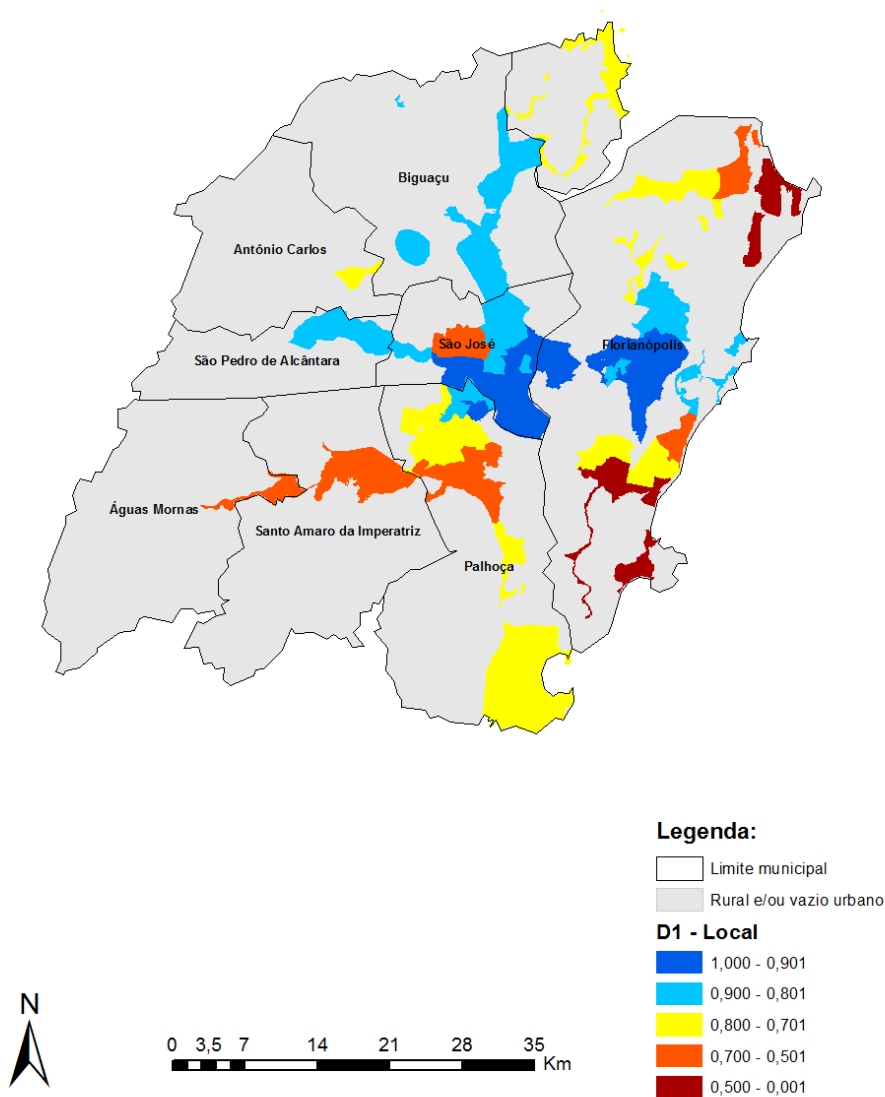 Biguaçu
Antônio Carlos
São José
Florianópolis
São Pedro de Alcântara
Águas Mornas
Santo Amaro da Imperatriz
Palhoça
Legenda:
Limite municipal
Rural e/ou vazio urbano
D1 - Local
1,000 - 0,901
0,900 - 0,801
0,800 - 0,701
0,700 - 0,501
0,500 - 0,001
N
0 3,5 7 14 21 28 35
Km